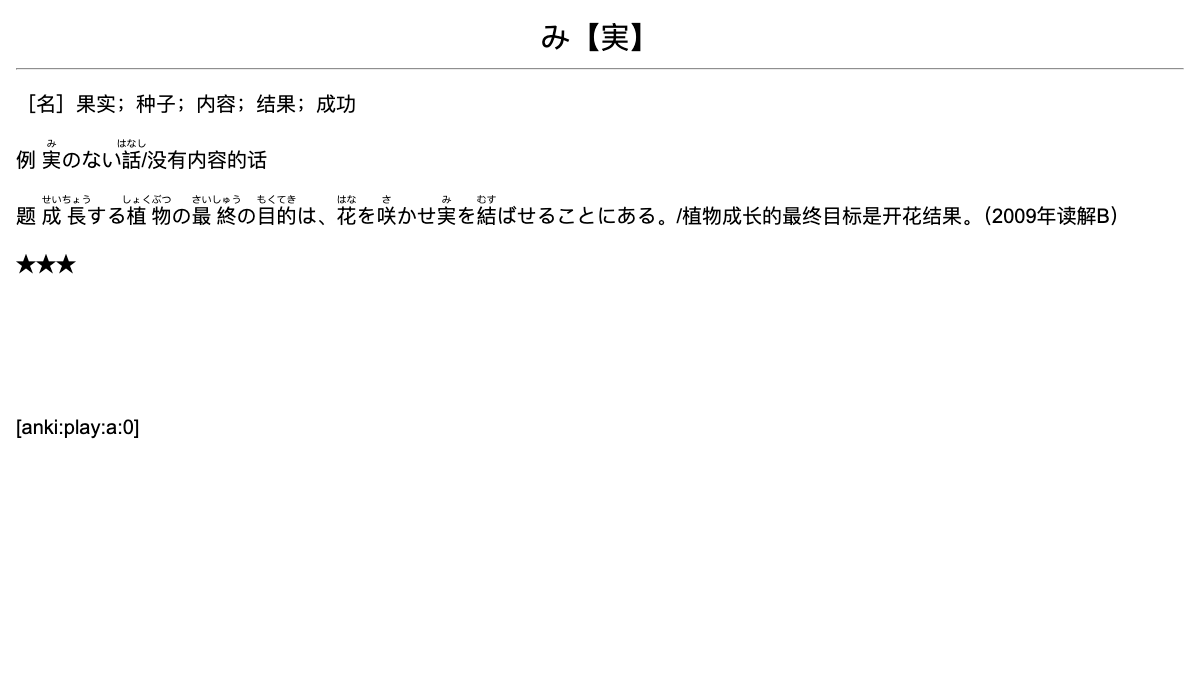 み【実】
［名］果实；种子；内容；结果；成功
み はなし
例 実のない話/没有内容的话
せいちょう しょくぶつ さいしゅう もくてき はな さ み むす
题 成長する植物の最終の目的は、花を咲かせ実を結ばせることにある。/植物成长的最终目标是开花结果。（2009年读解B）
★★★
[anki:play:a:0]